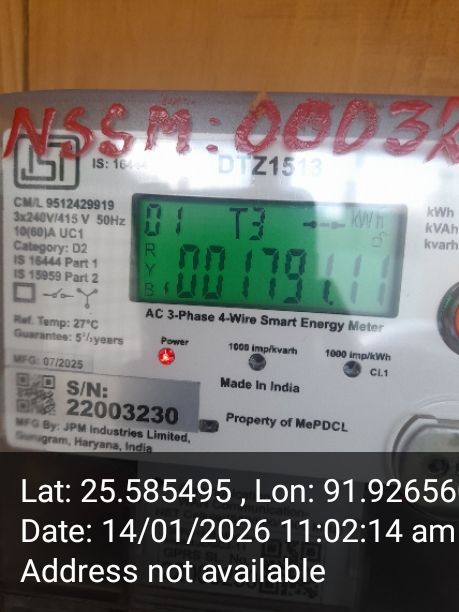 NSSM: 0003
ISI
IS: 16444
DTZ1513
CM/L 9512429919
3x240V/415 V 50Hz
10(60)A UC1
Category: D2
IS 16444 Part 1
IS 15959 Part 2
01 T3 kWh
R
Y
B
001791.11
kWh
kVAh
kvarh
AC 3-Phase 4-Wire Smart Energy Meter
Ref. Temp: 27°C
Guarantee: 5½years
MFG: 07/2025
Power
1000 imp/kvarh
1000 imp/kWh
Cl.1
Made In India
S/N:
22003230
Property of MePDCL
MFG By: JPM Industries Limited,
Gurugram, Haryana, India
Lat: 25.585495 , Lon: 91.92656
Date: 14/01/2026 11:02:14 am
Address not available